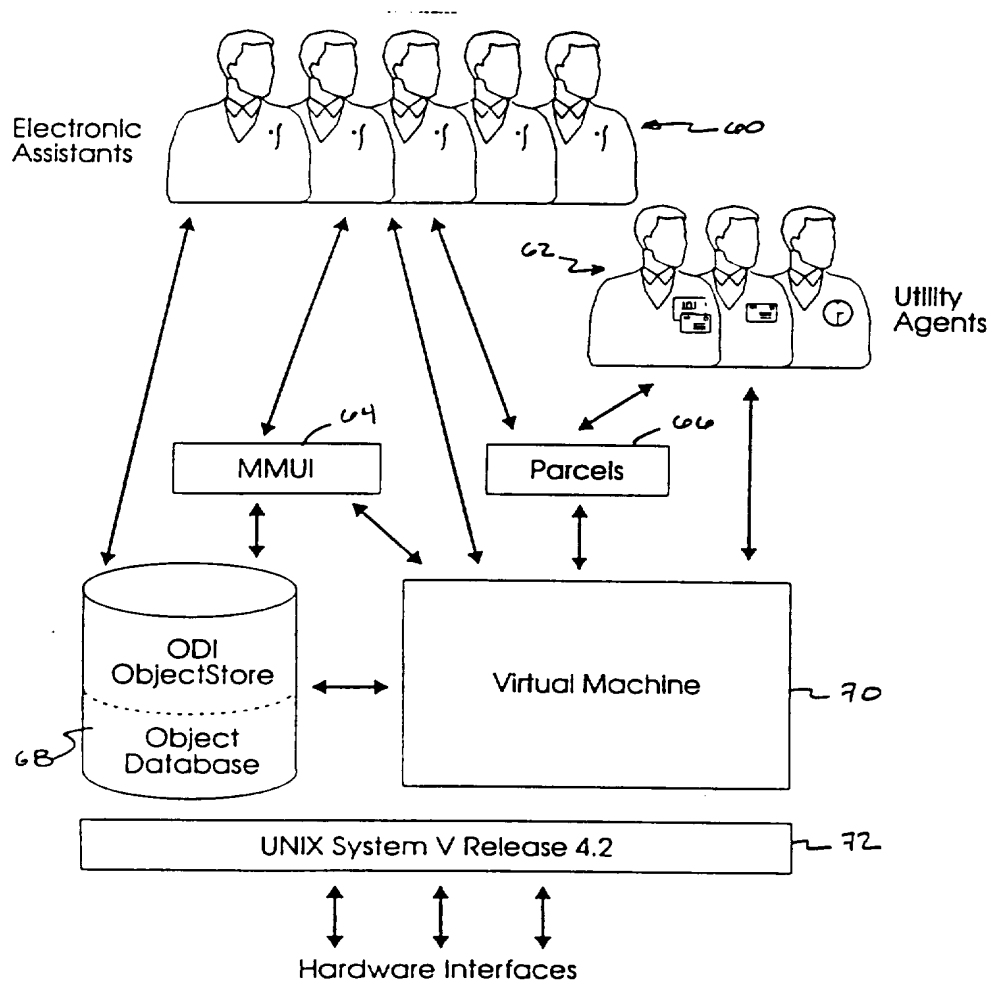 Electronic
Assistants
60
62
Utility
Agents
64
MMUI
66
Parcels
ODI
ObjectStore
Object
Database
68
Virtual Machine
70
UNIX System V Release 4.2
72
Hardware Interfaces